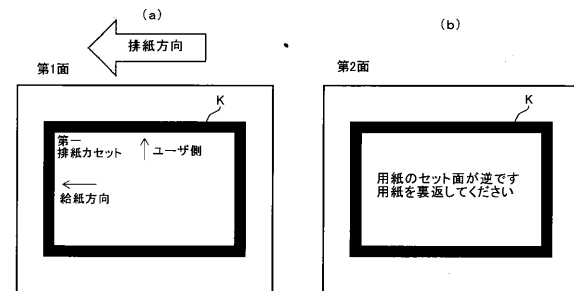 (a)
排紙方向
第1面
K
第一
排紙カセット
ユーザ側
給紙方向
(b)
第2面
K
用紙のセット面が逆です
用紙を裏返してください